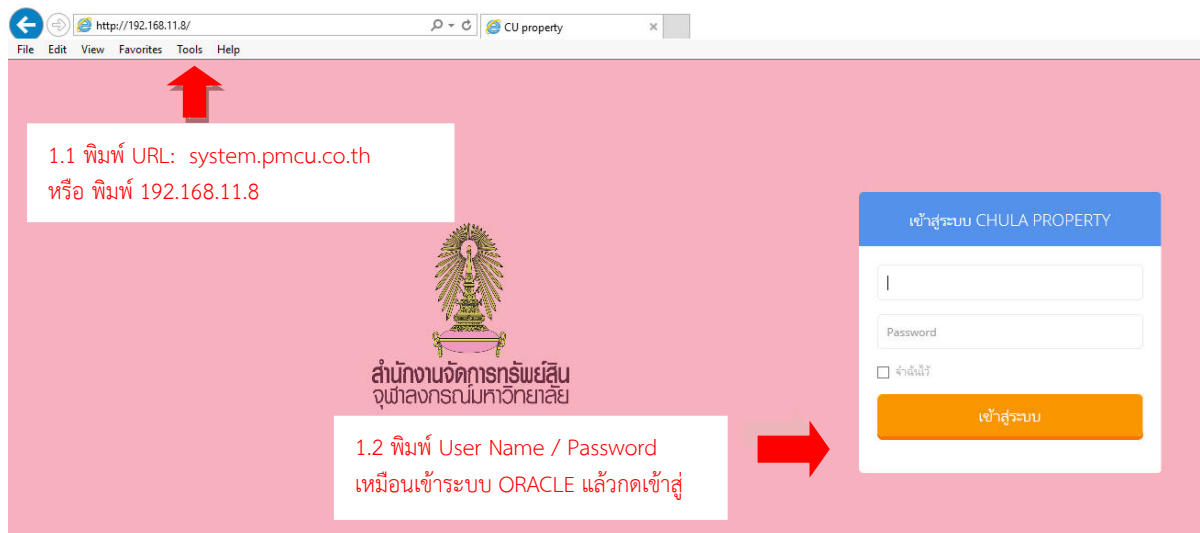 http://192.168.11.8/
CU property
File Edit View Favorites Tools Help
1.1 พิมพ์ URL: system.pmcu.co.th
หรือ พิมพ์ 192.168.11.8
เข้าสู่ระบบ CHULA PROPERTY
Password
จำฉันไว้
เข้าสู่ระบบ
สำนักงานจัดการทรัพย์สิน
จุฬาลงกรณ์มหาวิทยาลัย
1.2 พิมพ์ User Name / Password
เหมือนเข้าระบบ ORACLE แล้วกดเข้าสู่